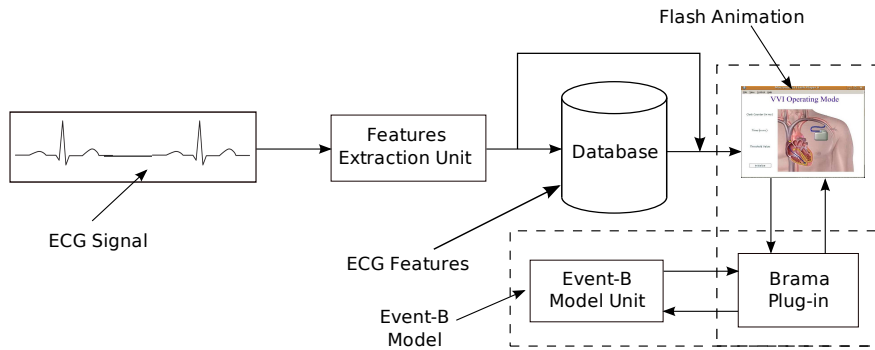 Flash Animation
VVI Operating Mode
Features
Extraction Unit
Database
ECG Signal
ECG Features
Event-B
Model Unit
Brama
Plug-in
Event-B
Model